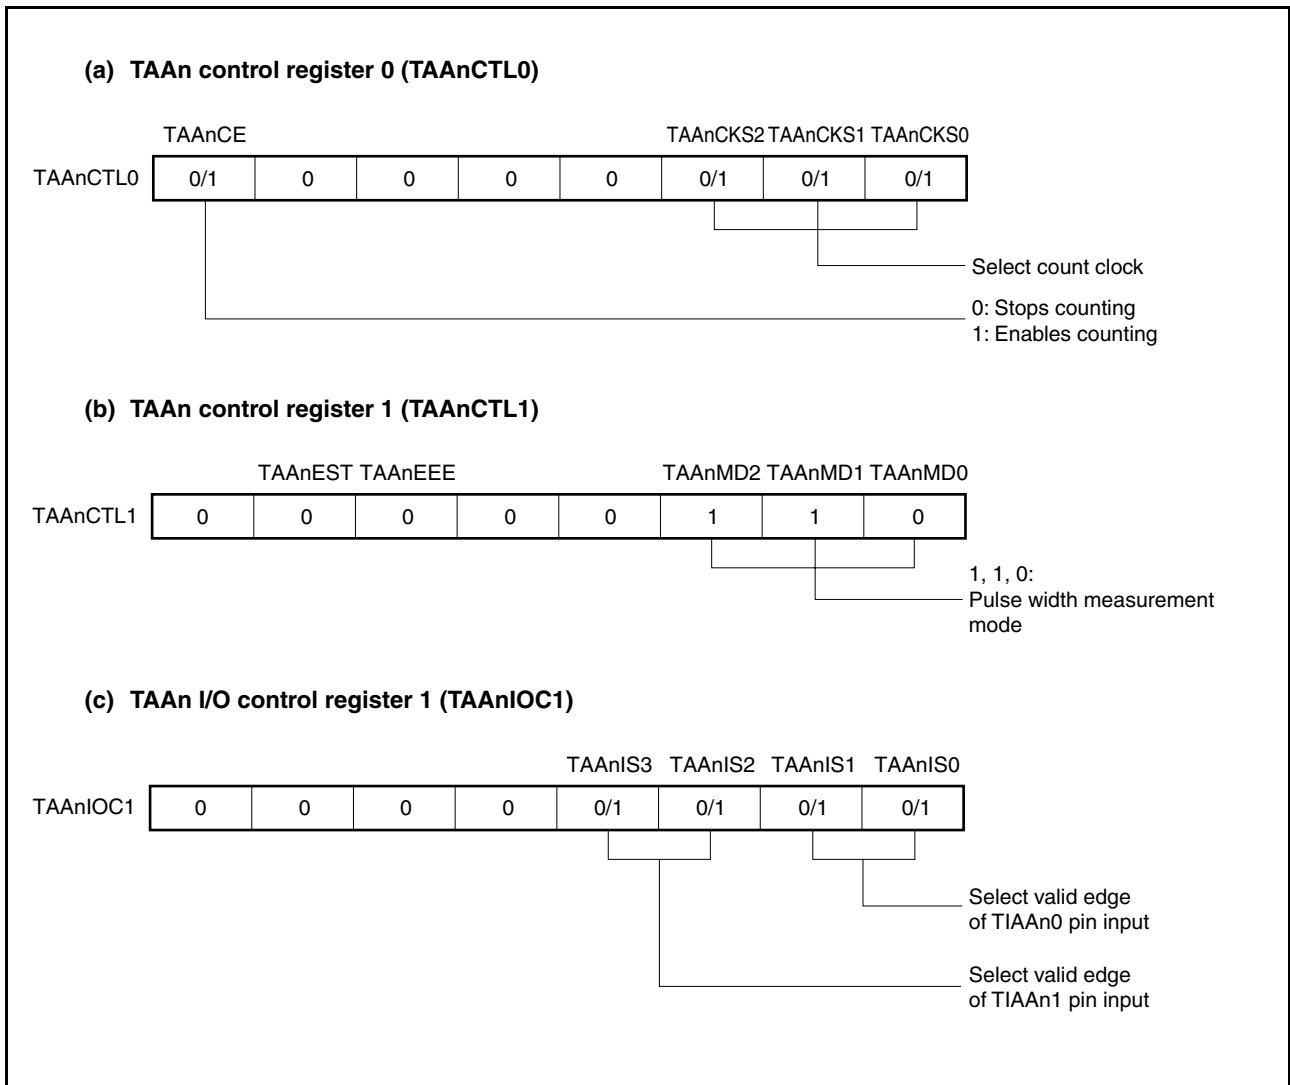 (a) TAAn control register 0 (TAAnCTL0)
TAAnCE TAAnCKS2 TAAnCKS1 TAAnCKS0
TAAnCTL0 0/1 0 0 0 0 0/1 0/1 0/1
Select count clock
0: Stops counting
1: Enables counting
(b) TAAn control register 1 (TAAnCTL1)
TAAnEST TAAnEEE TAAnMD2 TAAnMD1 TAAnMD0
TAAnCTL1 0 0 0 0 0 1 1 0
1, 1, 0:
Pulse width measurement
mode
(c) TAAn I/O control register 1 (TAAnIOC1)
TAAnIS3 TAAnIS2 TAAnIS1 TAAnIS0
TAAnIOC1 0 0 0 0 0/1 0/1 0/1 0/1
Select valid edge
of TIAAn0 pin input
Select valid edge
of TIAAn1 pin input